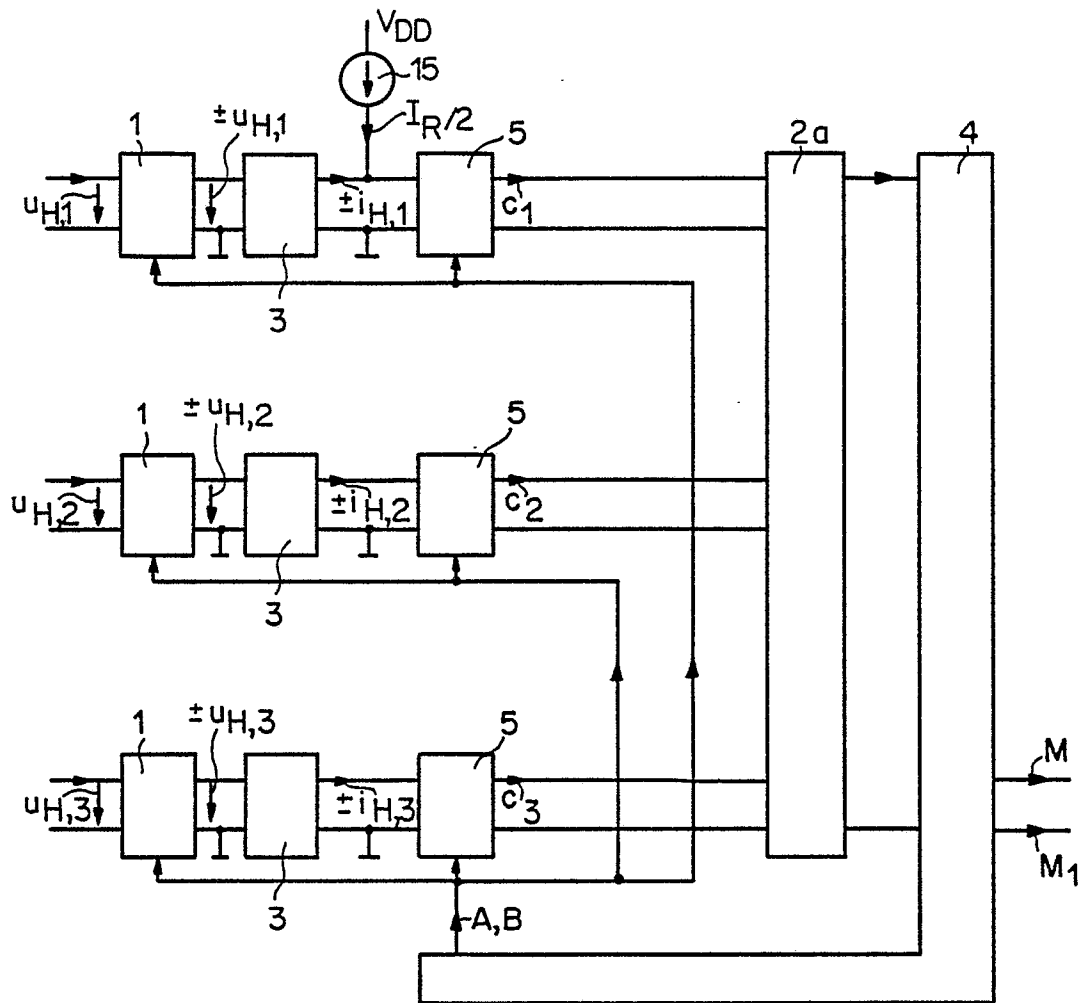 V_DD
15
I_R/2
1
±u_H,1
5
2a
4
u_H,1
±i_H,1
c_1
3
1
±u_H,2
5
u_H,2
±i_H,2
c_2
3
1
±u_H,3
5
u_H,3
±i_H,3
c_3
3
M
M_1
A,B